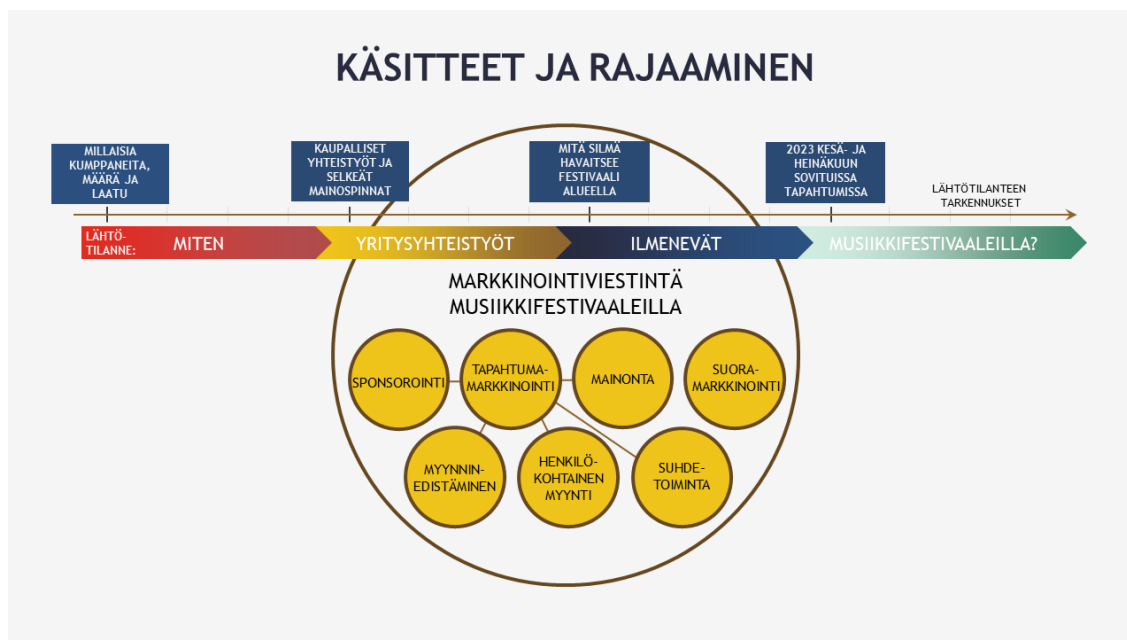 KÄSITTEET JA RAJAAMINEN
MILLAISIA
KUMPPANEITA,
MÄÄRÄ JA
LAATU
KAUPALLISET
YHTEISTYÖT JA
SELKEÄT
MAINOSPINNAT
MITÄ SILMÄ
HAVAITSEE
FESTIVAALI
ALUEELLA
2023 KESÄ- JA
HEINÄKUUN
SOVITUISSA
TAPAHTUMISSA
LÄHTÖTILANTEEN
TARKENNUKSET
LÄHTÖ-
TILANNE:
MITEN
YRITYSYHTEISTYÖT
ILMENEVÄT
MUSIIKKIFESTIVAALEILLA?
MARKKINOINTIVIESTINTÄ
MUSIIKKIFESTIVAALEILLA
SPONSOROINTI
TAPAHTUMA-
MARKKINOINTI
MAINONTA
SUORA-
MARKKINOINTI
MYYNNIN-
EDISTÄMINEN
HENKILÖ-
KOHTAINEN
MYYNTI
SUHDE-
TOIMINTA